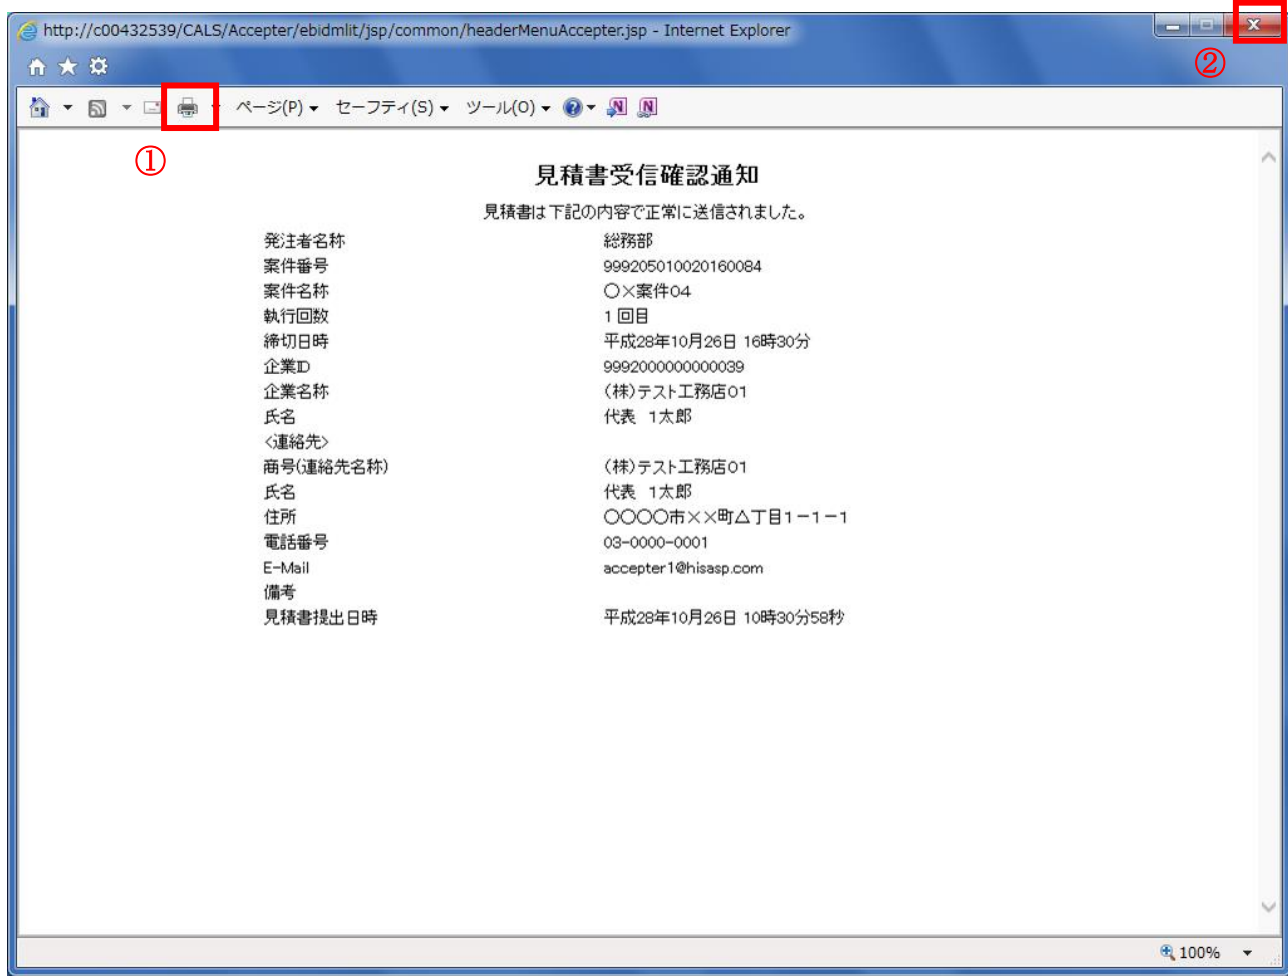 http://c00432539/CALS/Accepter/ebidmlit/jsp/common/headerMenuAccepter.jsp - Internet Explorer
②
ページ(P) セーフティ(S) ツール(O)
①
見積書受信確認通知
見積書は下記の内容で正常に送信されました。
発注者名称 総務部
案件番号 999205010020160084
案件名称 〇×案件04
執行回数 1回目
締切日時 平成28年10月26日 16時30分
企業ID 9992000000000039
企業名称 (株)テスト工務店01
氏名 代表 1太郎
<連絡先>
商号(連絡先名称) (株)テスト工務店01
氏名 代表 1太郎
住所 〇〇〇〇市××町△丁目1-1-1
電話番号 03-0000-0001
E-Mail accepter1@hisasp.com
備考
見積書提出日時 平成28年10月26日 10時30分58秒
100%